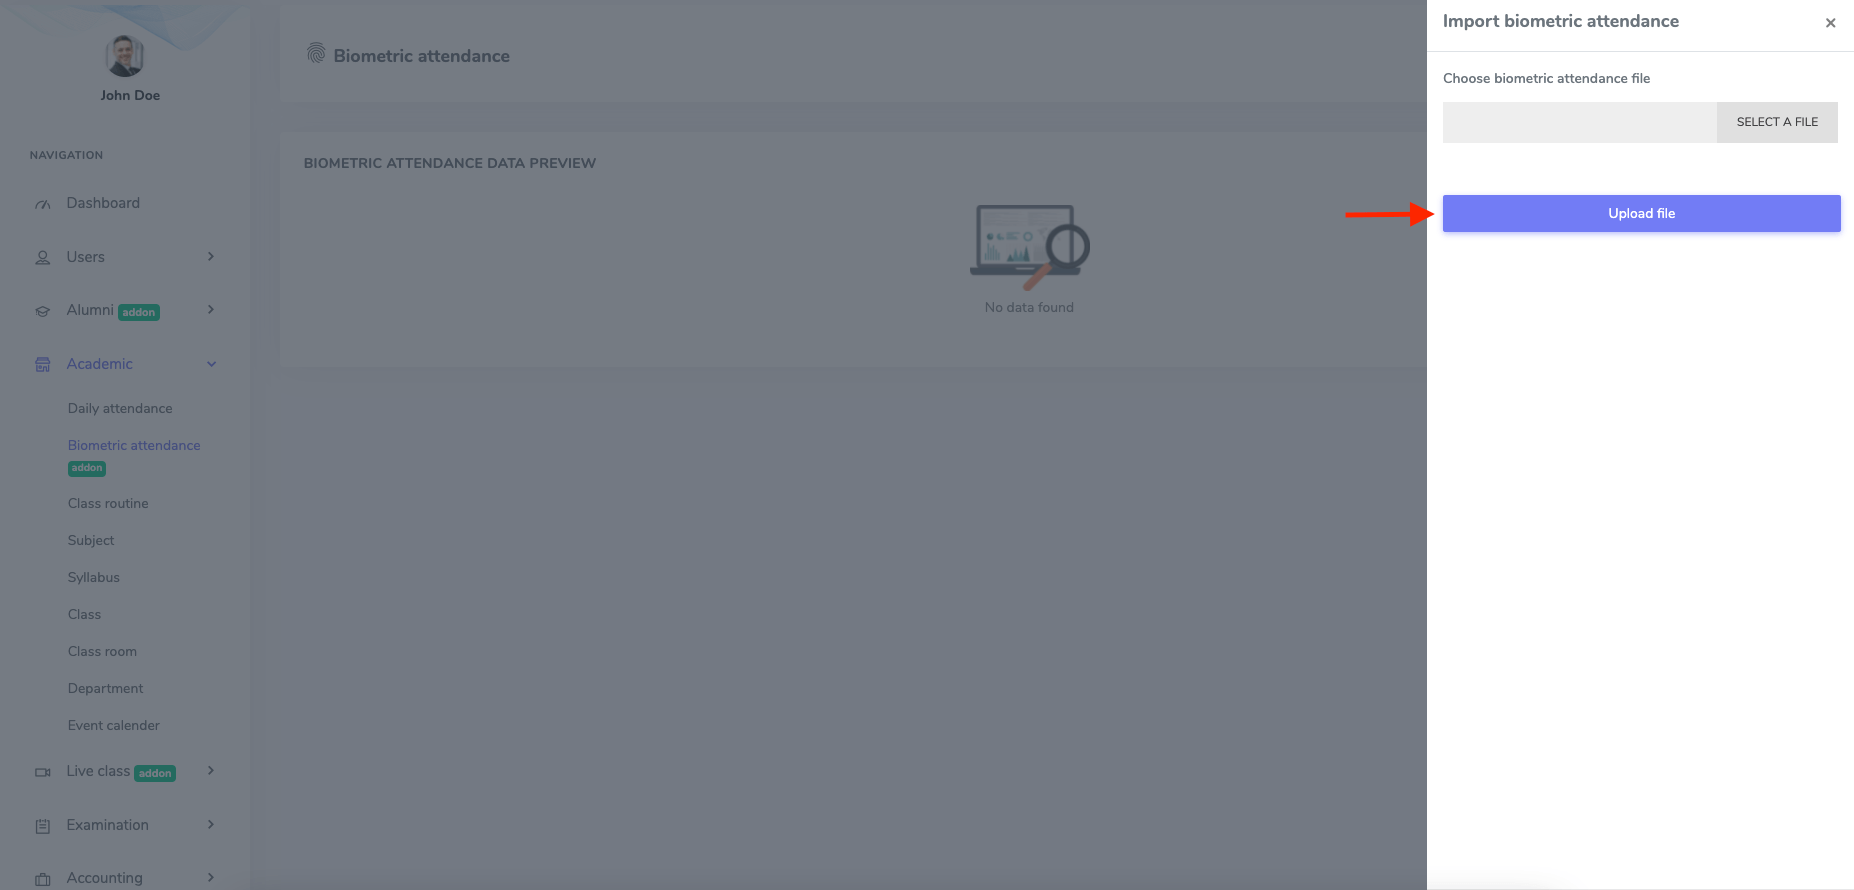 John Doe
NAVIGATION
Dashboard
Users
Alumni addon
Academic
Daily attendance
Biometric attendance
addon
Class routine
Subject
Syllabus
Class
Class room
Department
Event calender
Live class addon
Examination
Accounting
Biometric attendance
BIOMETRIC ATTENDANCE DATA PREVIEW
No data found
Import biometric attendance ×
Choose biometric attendance file
SELECT A FILE
Upload file